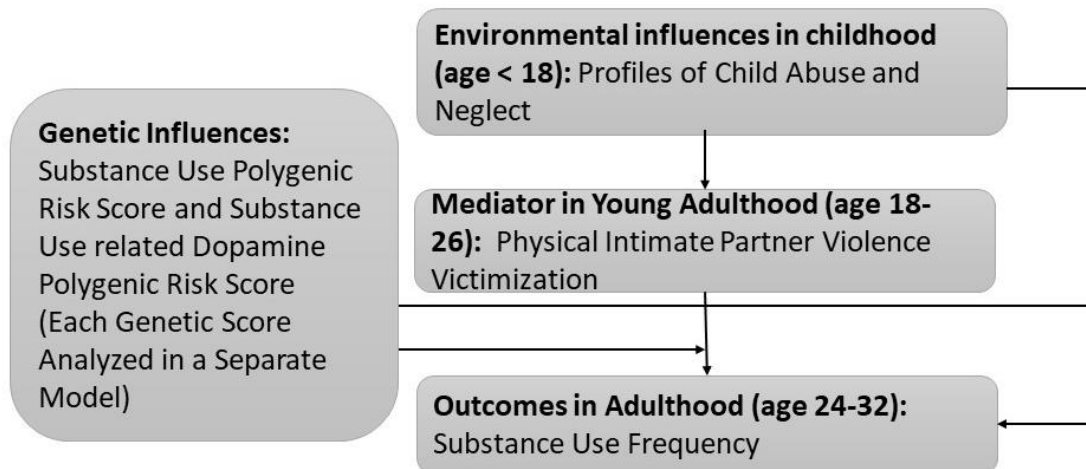 Environmental influences in childhood
(age < 18): Profiles of Child Abuse and
Neglect
Genetic Influences:
Substance Use Polygenic
Risk Score and Substance
Use related Dopamine
Polygenic Risk Score
(Each Genetic Score
Analyzed in a Separate
Model)
Mediator in Young Adulthood (age 18-
26): Physical Intimate Partner Violence
Victimization
Outcomes in Adulthood (age 24-32):
Substance Use Frequency